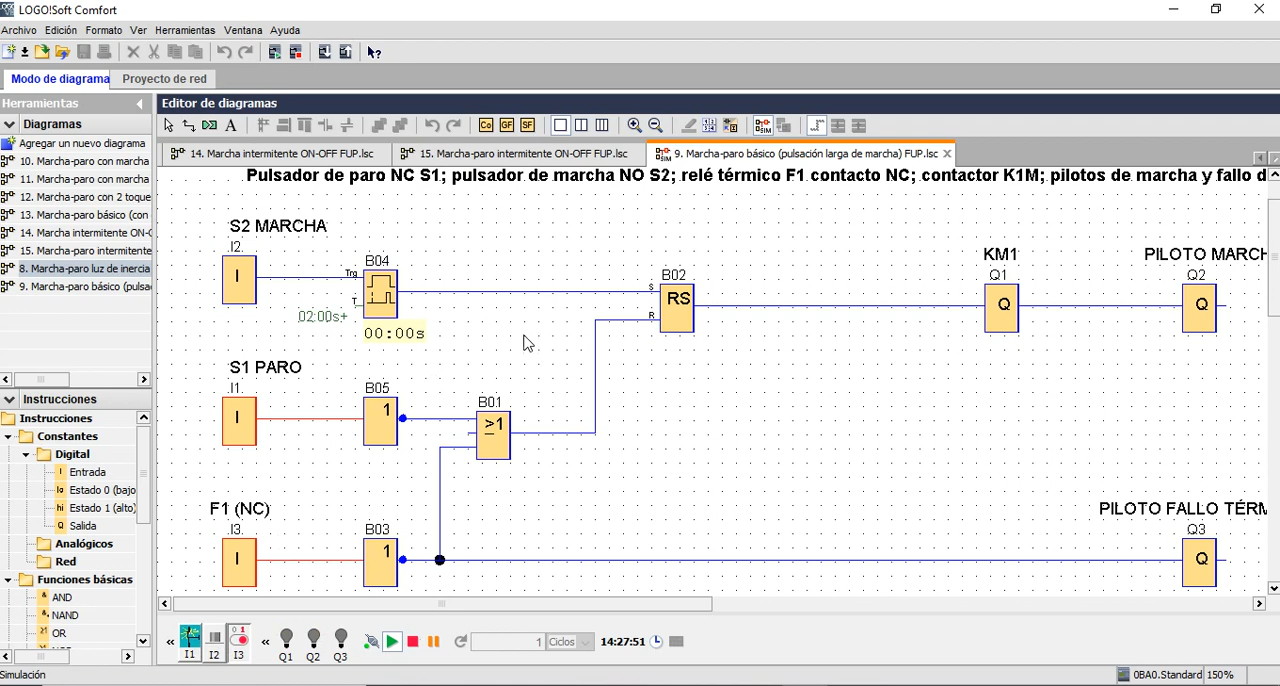 LOGO!Soft Comfort
Archivo Edición Formato Ver Herramientas Ventana Ayuda
Modo de diagrama Proyecto de red
Herramientas
Editor de diagramas
Diagramas
Co GF SF
Agregar un nuevo diagrama
10. Marcha-paro con marcha
11. Marcha-paro con marcha
12. Marcha-paro con 2 toque
13. Marcha-paro básico (con
14. Marcha intermitente ON-O
15. Marcha-paro intermitente
8. Marcha-paro luz de inercia
9. Marcha-paro básico (pulsa
14. Marcha intermitente ON-OFF FUP.lsc
15. Marcha-paro intermitente ON-OFF FUP.lsc
9. Marcha-paro básico (pulsación larga de marcha) FUP.lsc
Pulsador de paro NC S1; pulsador de marcha NO S2; relé térmico F1 contacto NC; contactor K1M; pilotos de marcha y fallo d
S2 MARCHA
I2
I
B04
Trg
T
02:00s+
00:00s
B02
S
RS
R
KM1
Q1
Q
PILOTO MARCH
Q2
Q
S1 PARO
I1
I
B05
1
B01
>1
F1 (NC)
I3
I
B03
1
PILOTO FALLO TÉRM
Q3
Q
Instrucciones
Instrucciones
Constantes
Digital
I Entrada
lo Estado 0 (bajo
hi Estado 1 (alto)
Q Salida
Analógicos
Red
Funciones básicas
& AND
NAND
OR
I1 I2 I3
Q1 Q2 Q3
1 Ciclos
14:27:51
Simulación
0BA0.Standard 150%